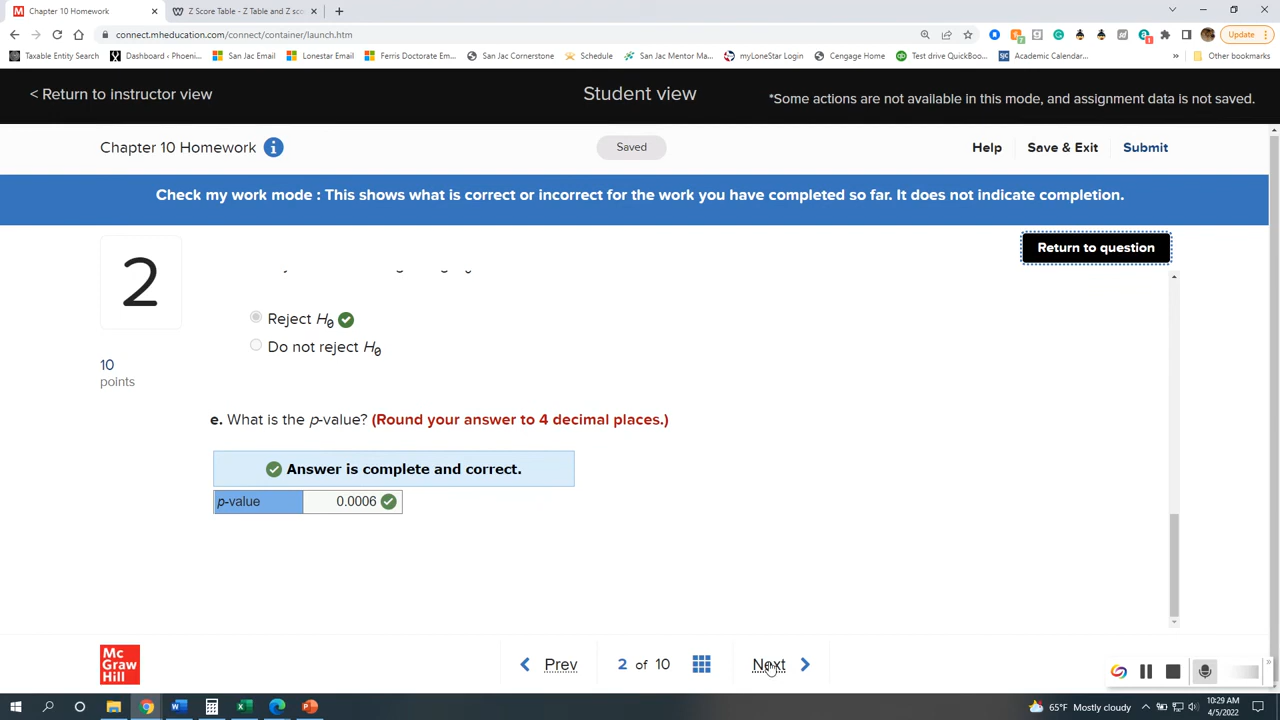 Chapter 10 Homework
Z Score Table - Z Table and Z sco
connect.mheducation.com/connect/container/launch.htm
Update
Taxable Entity Search
Dashboard ‹ Phoeni...
San Jac Email
Lonestar Email
Ferris Doctorate Em...
San Jac Cornerstone
Schedule
San Jac Mentor Ma...
myLoneStar Login
Cengage Home
Test drive QuickBoo...
Academic Calendar...
Other bookmarks
< Return to instructor view
Student view
*Some actions are not available in this mode, and assignment data is not saved.
Chapter 10 Homework
Saved
Help
Save & Exit
Submit
Check my work mode : This shows what is correct or incorrect for the work you have completed so far. It does not indicate completion.
2
Return to question
10
points
Reject H0
Do not reject H0
e. What is the p-value? (Round your answer to 4 decimal places.)
Answer is complete and correct.
p-value 0.0006
Mc
Graw
Hill
Prev
2 of 10
Next
65°F Mostly cloudy
10:29 AM
4/5/2022